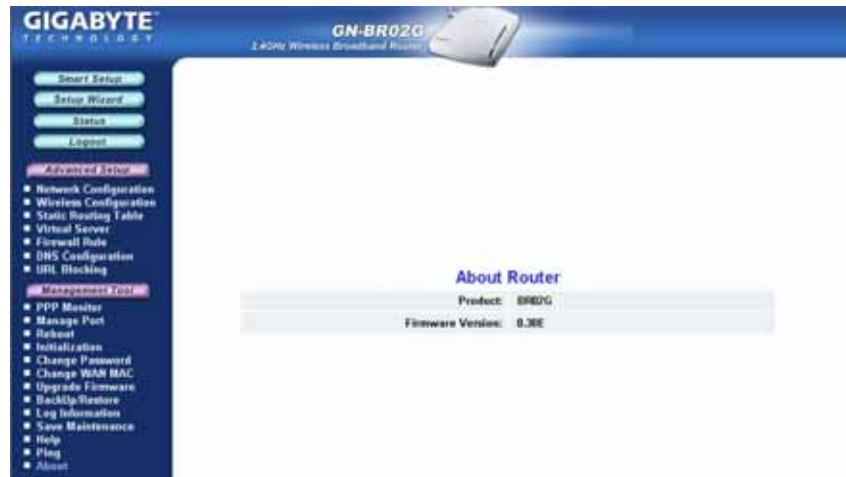 GIGABYTE
TECHNOLOGY
GN-BR02G
2.4GHz Wireless Broadband Router
Smart Setup
Setup Wizard
Status
Logout
Advanced Setup
Network Configuration
Wireless Configuration
Static Routing Table
Virtual Server
Firewall Rule
DNS Configuration
URL Blocking
Management Tool
PPP Monitor
Manage Port
Reboot
Initialization
Change Password
Change WAN MAC
Upgrade Firmware
BackUp/Restore
Log Information
Save Maintenance
Help
Ping
About
About Router
Product: BR02G
Firmware Version: 0.30E